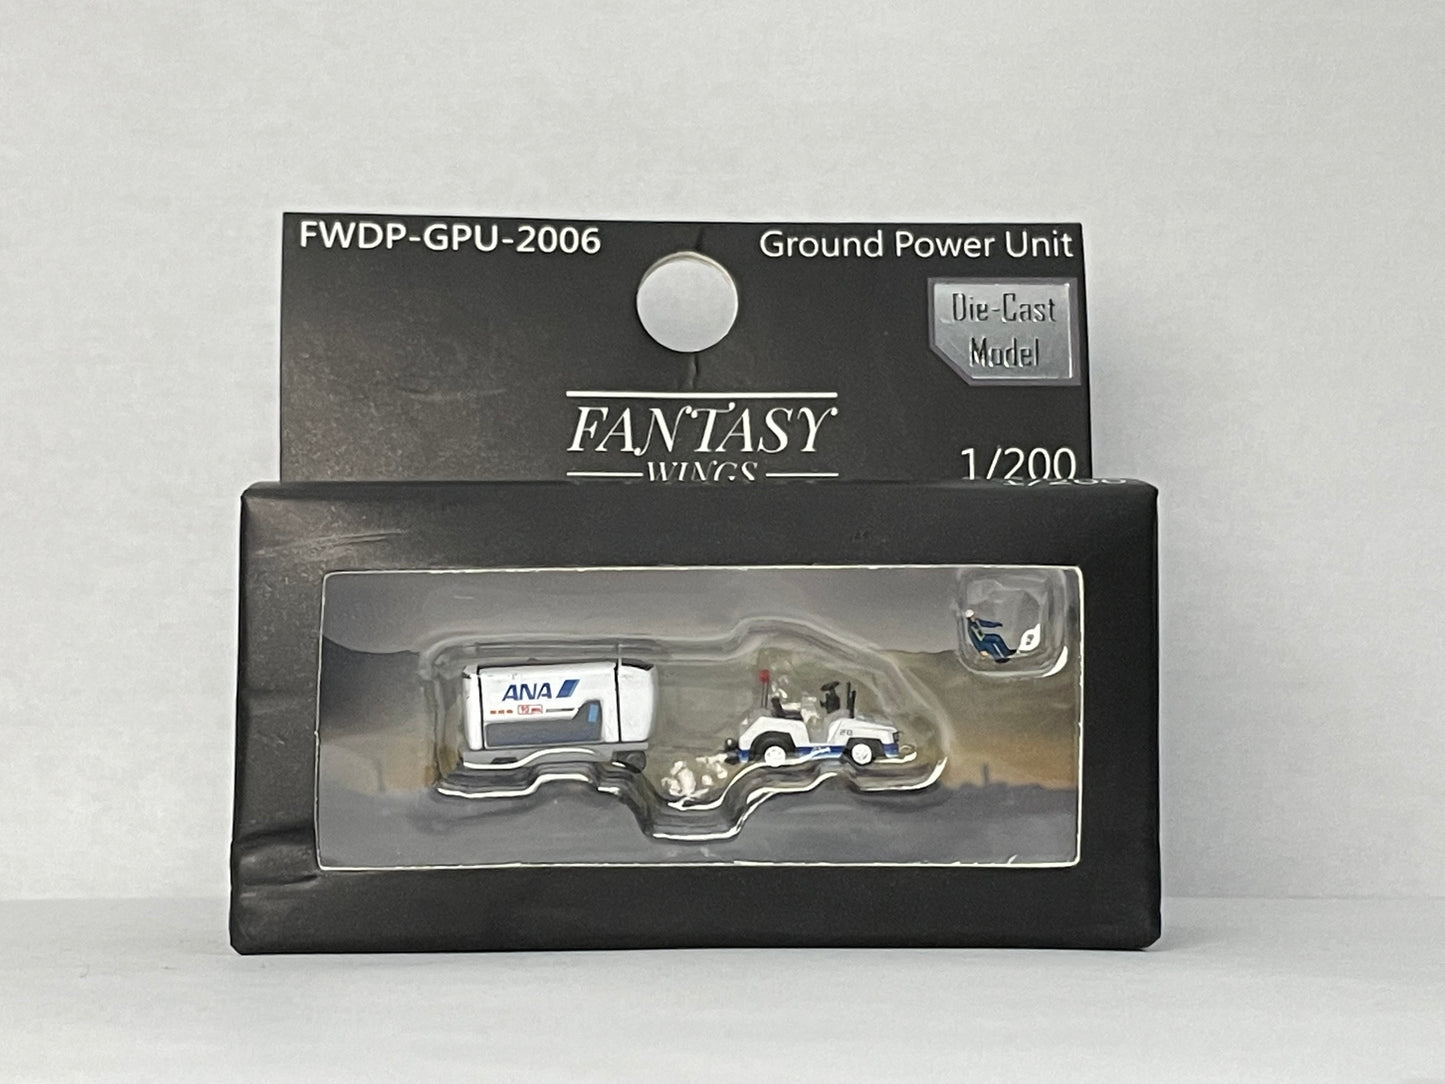 FWDP-GPU-2006
Ground Power Unit
Die-Cast
Model
FANTASY
WINGS
1/200
ANA